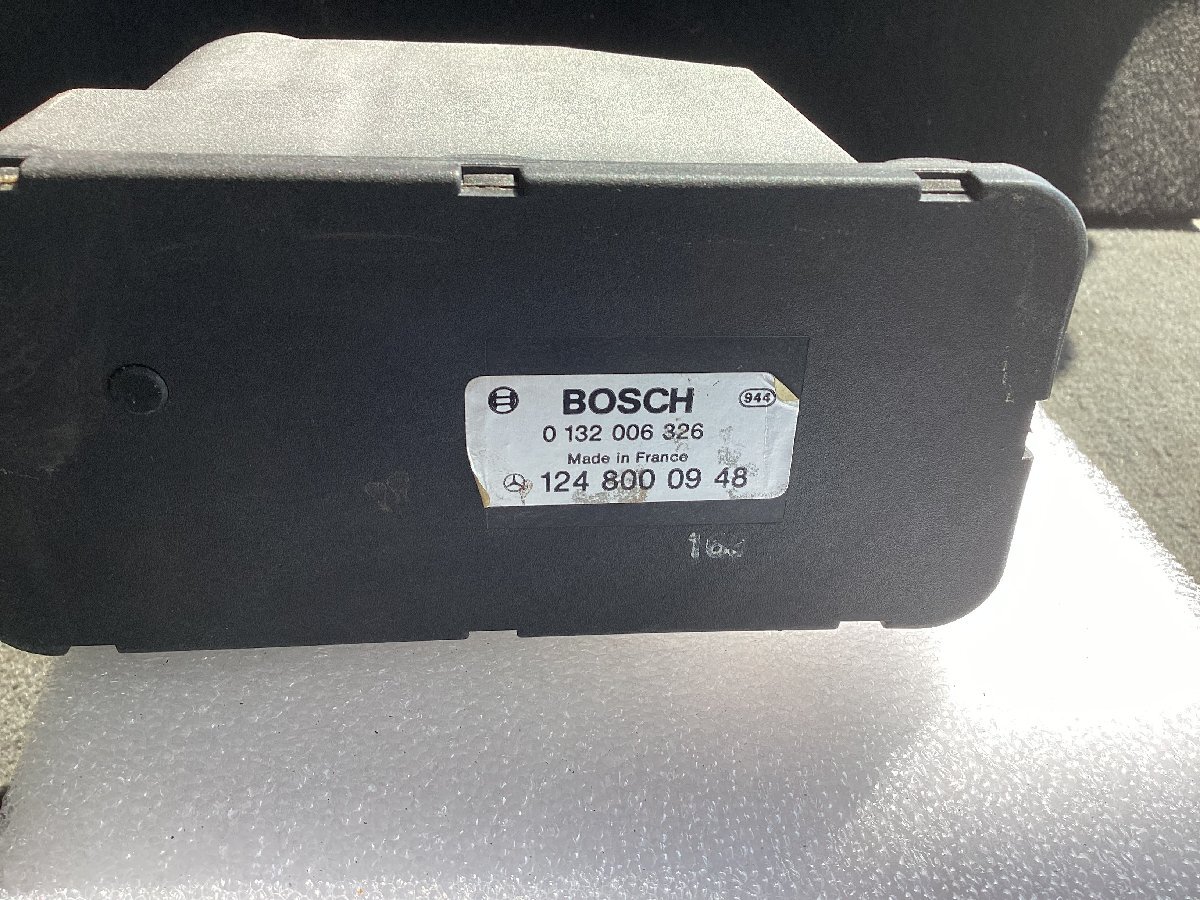 BOSCH 944
0 132 006 326
Made in France
124 800 09 48